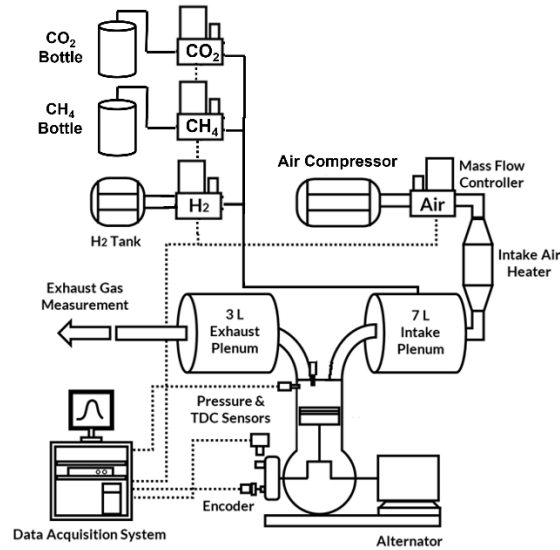 CO₂
Bottle
CO₂
CH₄
Bottle
CH₄
H₂
H₂ Tank
Air Compressor
Mass Flow
Controller
Air
Intake Air
Heater
Exhaust Gas
Measurement
3 L
Exhaust
Plenum
7 L
Intake
Plenum
Pressure &
TDC Sensors
Encoder
Data Acquisition System
Alternator